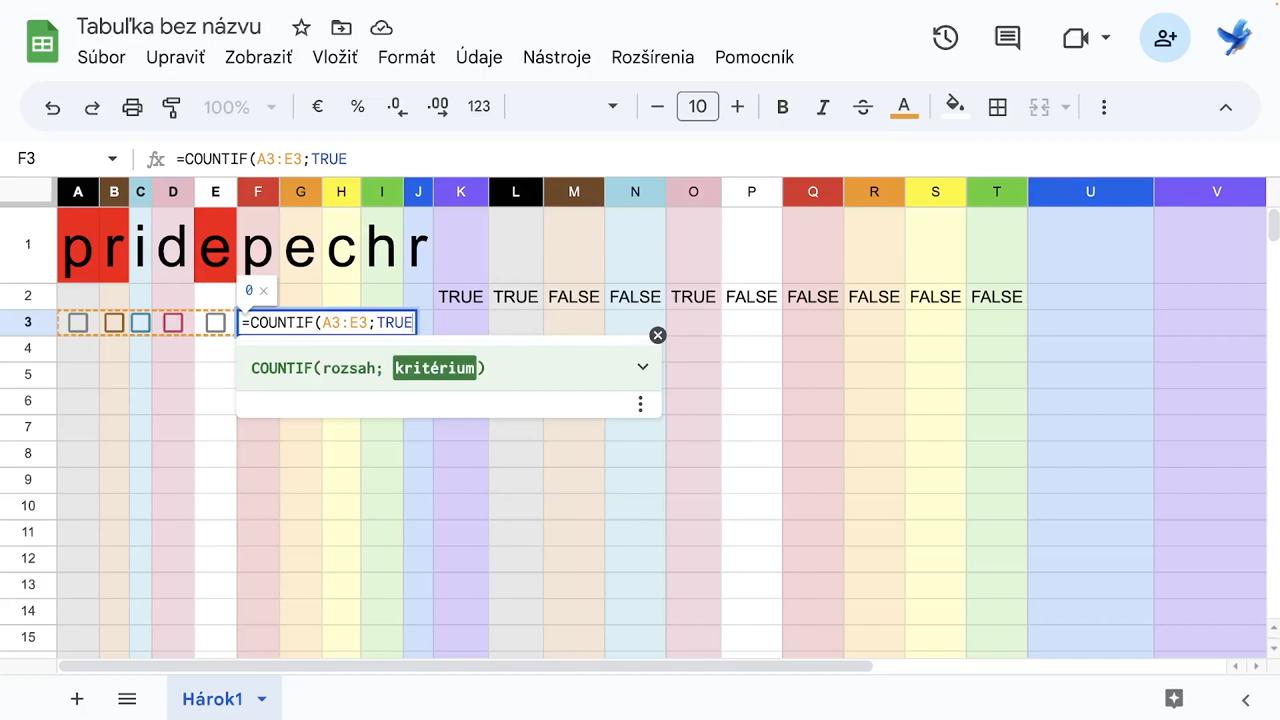 Tabuľka bez názvu
Súbor Upraviť Zobraziť Vložiť Formát Údaje Nástroje Rozšírenia Pomocník
100% € % .0 .00 123 10 B I A
F3 fx =COUNTIF(A3:E3;TRUE
A B C D E F G H I J K L M N O P Q R S T U V
1 p r i d e p e c h r
0 ×
2 TRUE TRUE FALSE FALSE TRUE FALSE FALSE FALSE FALSE FALSE
3 =COUNTIF(A3:E3;TRUE
4
COUNTIF(rozsah; kritérium)
5
6
7
8
9
10
11
12
13
14
15
Hárok1